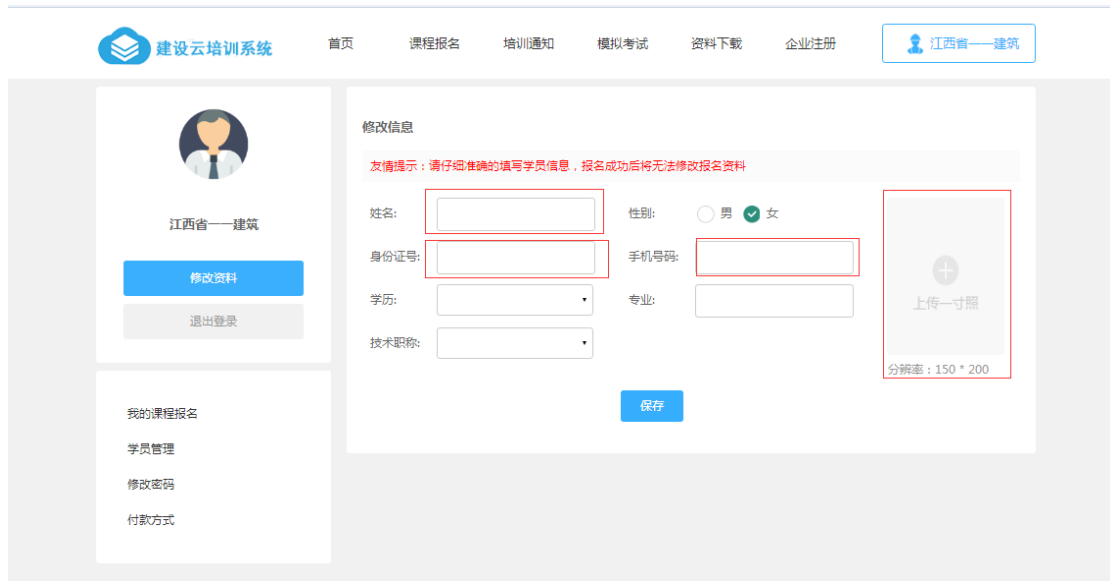 建设云培训系统
首页 课程报名 培训通知 模拟考试 资料下载 企业注册 江西省一一建筑
江西省一一建筑
修改资料
退出登录
我的课程报名
学员管理
修改密码
付款方式
修改信息
友情提示：请仔细准确的填写学员信息，报名成功后将无法修改报名资料
姓名: 性别: 男 女
身份证号: 手机号码:
学历: 专业:
技术职称:
上传一寸照
分辨率：150 * 200
保存